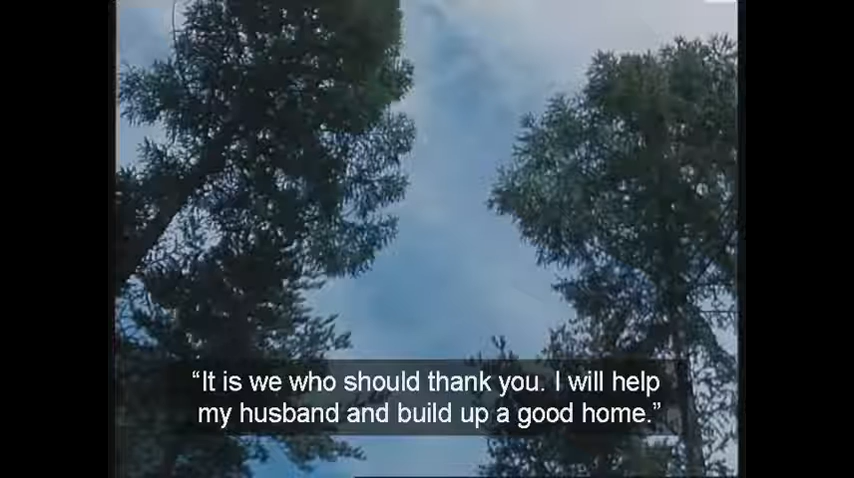 “It is we who should thank you. I will help
my husband and build up a good home.”